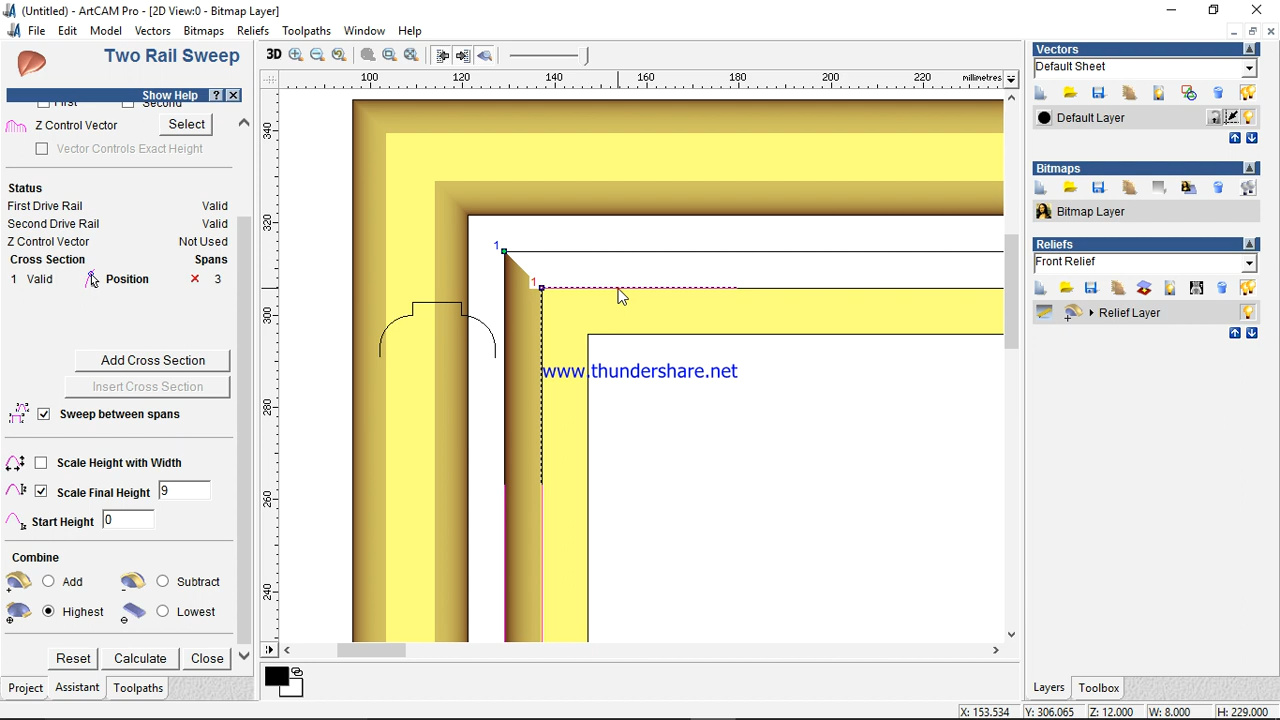 (Untitled) - ArtCAM Pro - [2D View:0 - Bitmap Layer]
File Edit Model Vectors Bitmaps Reliefs Toolpaths Window Help
Two Rail Sweep
Show Help ? ×
First Second
Z Control Vector Select
Vector Controls Exact Height
Status
First Drive Rail Valid
Second Drive Rail Valid
Z Control Vector Not Used
Cross Section Spans
1 Valid Position 3
Add Cross Section
Insert Cross Section
Sweep between spans
Scale Height with Width
Scale Final Height 9
Start Height 0
Combine
Add Subtract
Highest Lowest
Reset Calculate Close
Project Assistant Toolpaths
3D
100 120 140 160 180 200 220 millimetres
340
320
300
280
260
240
1
1
www.thundershare.net
Vectors
Default Sheet
Default Layer
Bitmaps
Bitmap Layer
Reliefs
Front Relief
Relief Layer
Layers Toolbox
X: 153.534 Y: 306.065 Z: 12.000 W: 8.000 H: 229.000